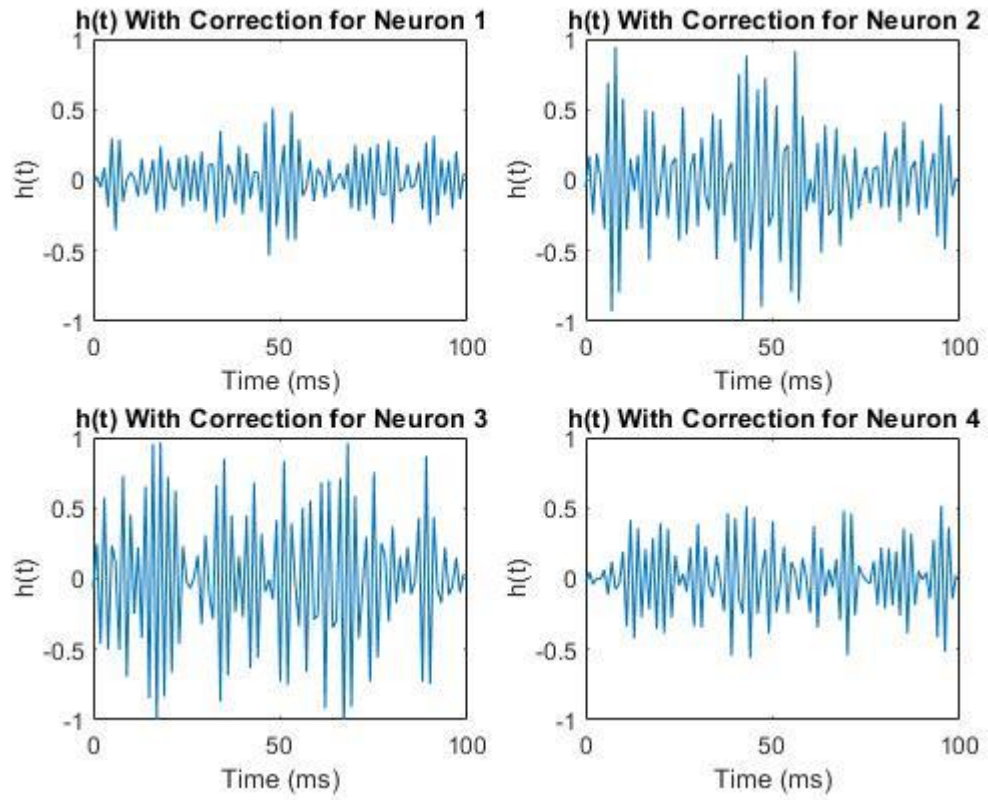 h(t) With Correction for Neuron 1
1
0.5
0
-0.5
-1
h(t)
0 50 100
Time (ms)
h(t) With Correction for Neuron 2
1
0.5
0
-0.5
-1
h(t)
0 50 100
Time (ms)
h(t) With Correction for Neuron 3
1
0.5
0
-0.5
-1
h(t)
0 50 100
Time (ms)
h(t) With Correction for Neuron 4
1
0.5
0
-0.5
-1
h(t)
0 50 100
Time (ms)